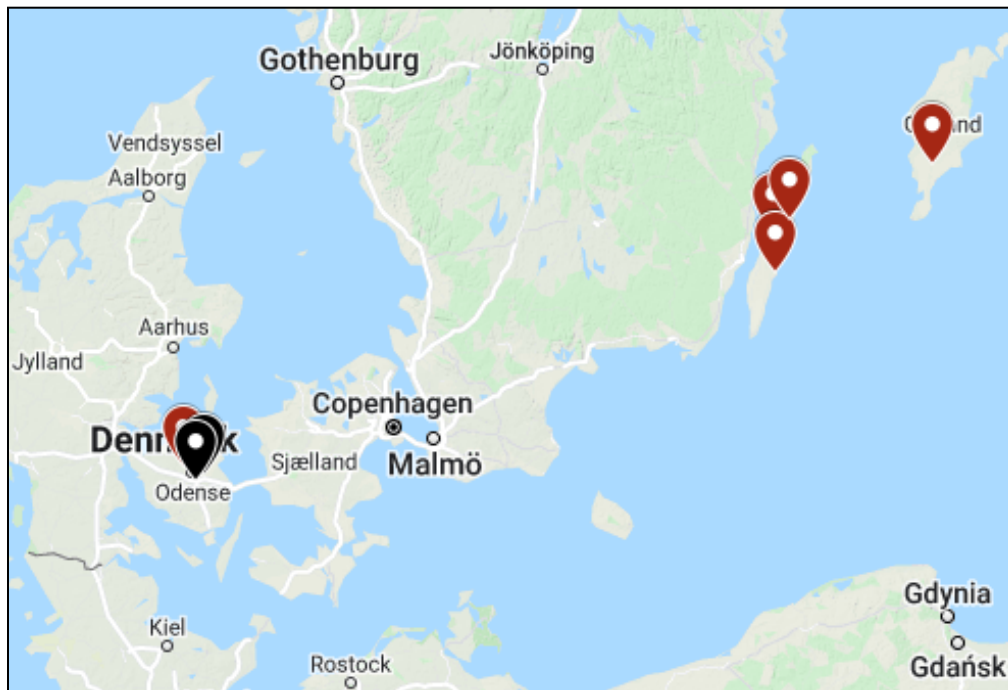 Gothenburg
Jönköping
Vendsyssel
Aalborg
Aarhus
Jylland
Copenhagen
Malmö
Sjælland
Odense
Kiel
Rostock
Gdynia
Gdańsk